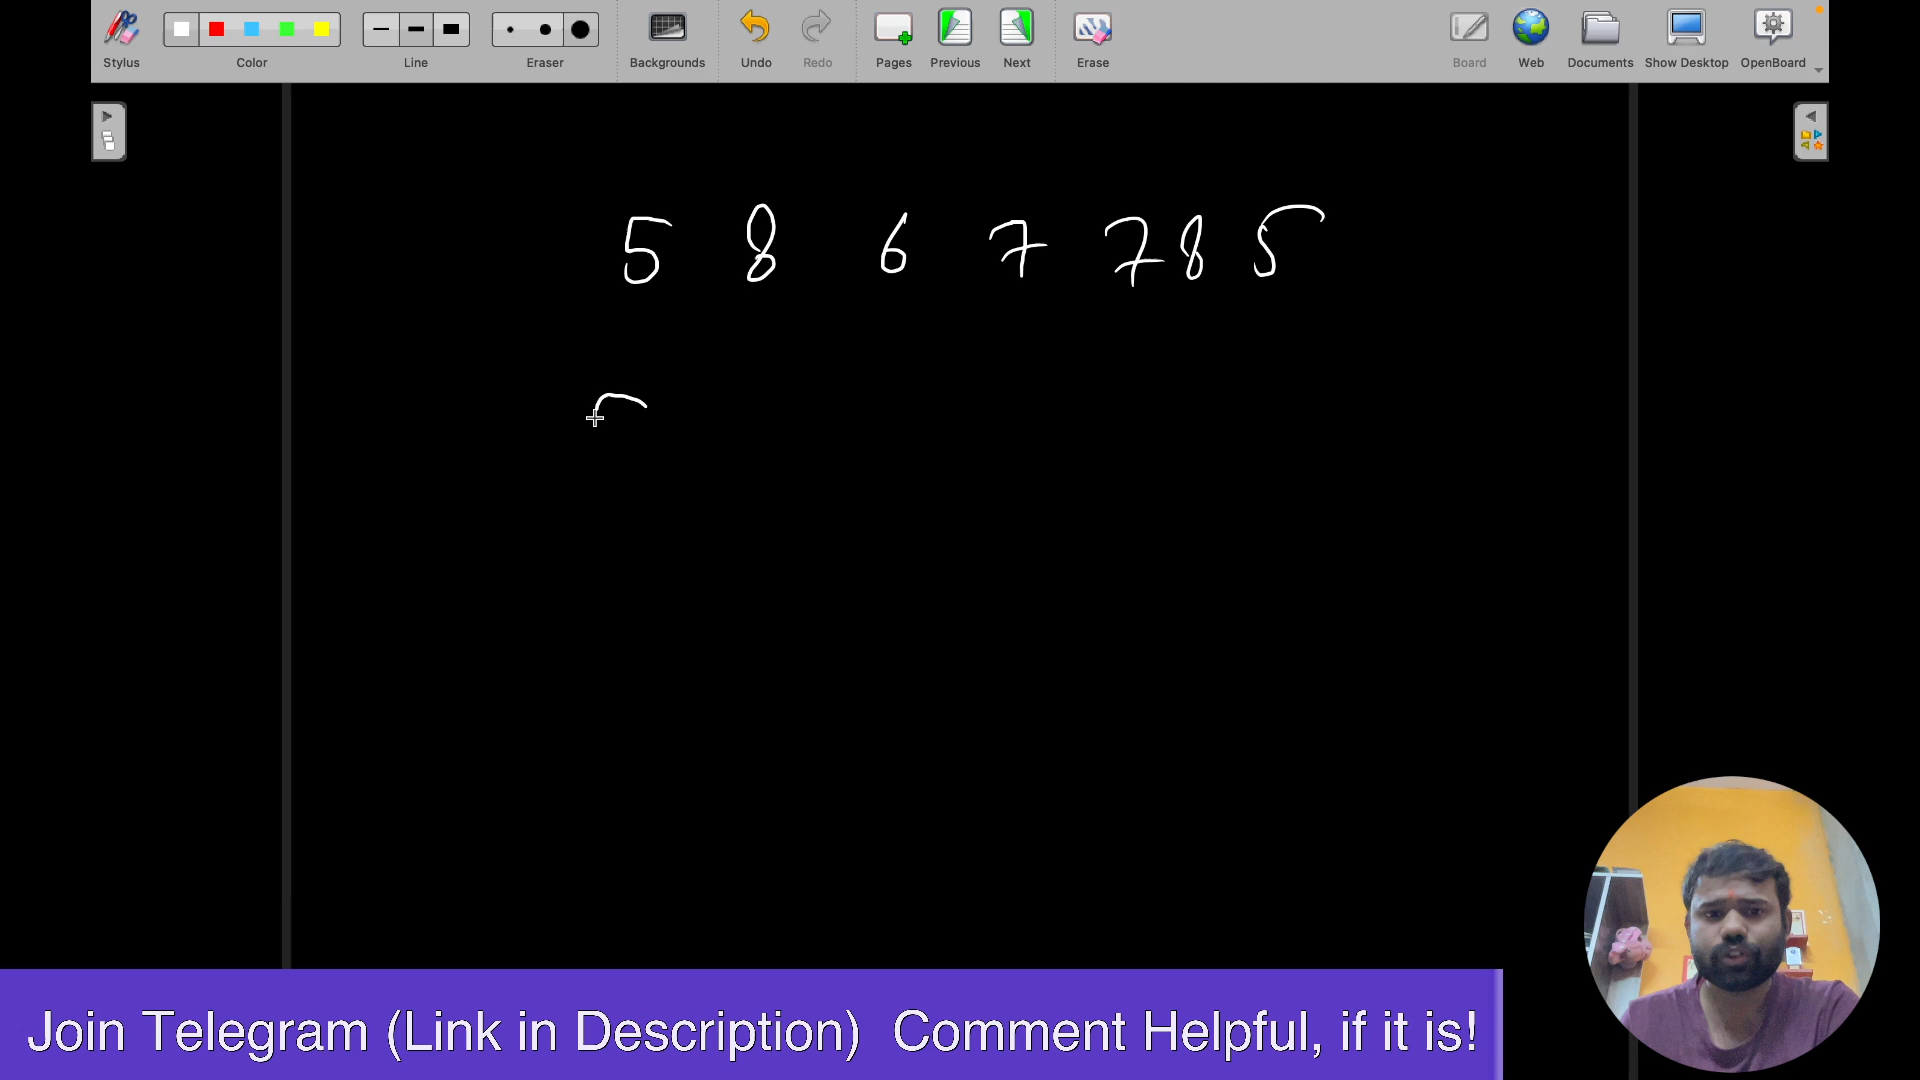 Stylus Color Line Eraser Backgrounds Undo Redo Pages Previous Next Erase Board Web Documents Show Desktop OpenBoard
5 8 6 7 7 8 5
Join Telegram (Link in Description) Comment Helpful, if it is!